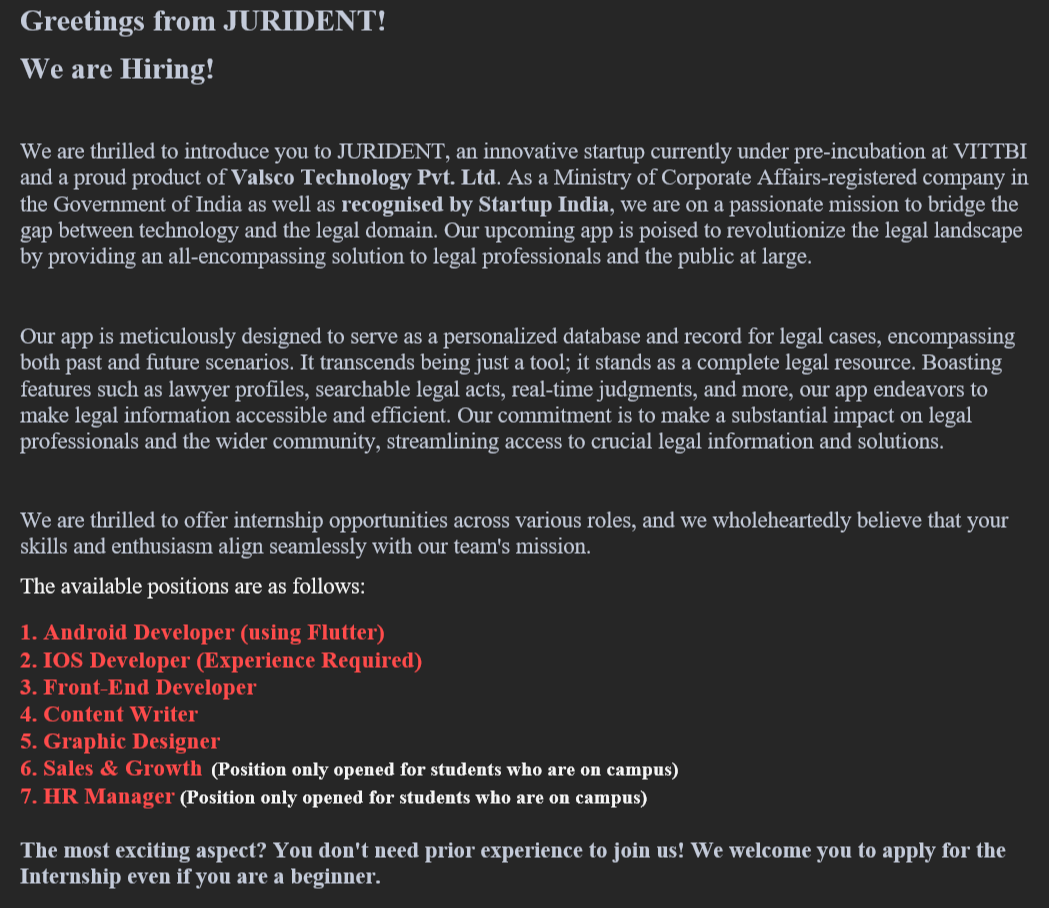 Greetings from JURIDENT!
We are Hiring!
We are thrilled to introduce you to JURIDENT, an innovative startup currently under pre-incubation at VITTBI
and a proud product of Valsco Technology Pvt. Ltd. As a Ministry of Corporate Affairs-registered company in
the Government of India as well as recognised by Startup India, we are on a passionate mission to bridge the
gap between technology and the legal domain. Our upcoming app is poised to revolutionize the legal landscape
by providing an all-encompassing solution to legal professionals and the public at large.
Our app is meticulously designed to serve as a personalized database and record for legal cases, encompassing
both past and future scenarios. It transcends being just a tool; it stands as a complete legal resource. Boasting
features such as lawyer profiles, searchable legal acts, real-time judgments, and more, our app endeavors to
make legal information accessible and efficient. Our commitment is to make a substantial impact on legal
professionals and the wider community, streamlining access to crucial legal information and solutions.
We are thrilled to offer internship opportunities across various roles, and we wholeheartedly believe that your
skills and enthusiasm align seamlessly with our team's mission.
The available positions are as follows:
1. Android Developer (using Flutter)
2. IOS Developer (Experience Required)
3. Front-End Developer
4. Content Writer
5. Graphic Designer
6. Sales & Growth (Position only opened for students who are on campus)
7. HR Manager (Position only opened for students who are on campus)
The most exciting aspect? You don't need prior experience to join us! We welcome you to apply for the
Internship even if you are a beginner.